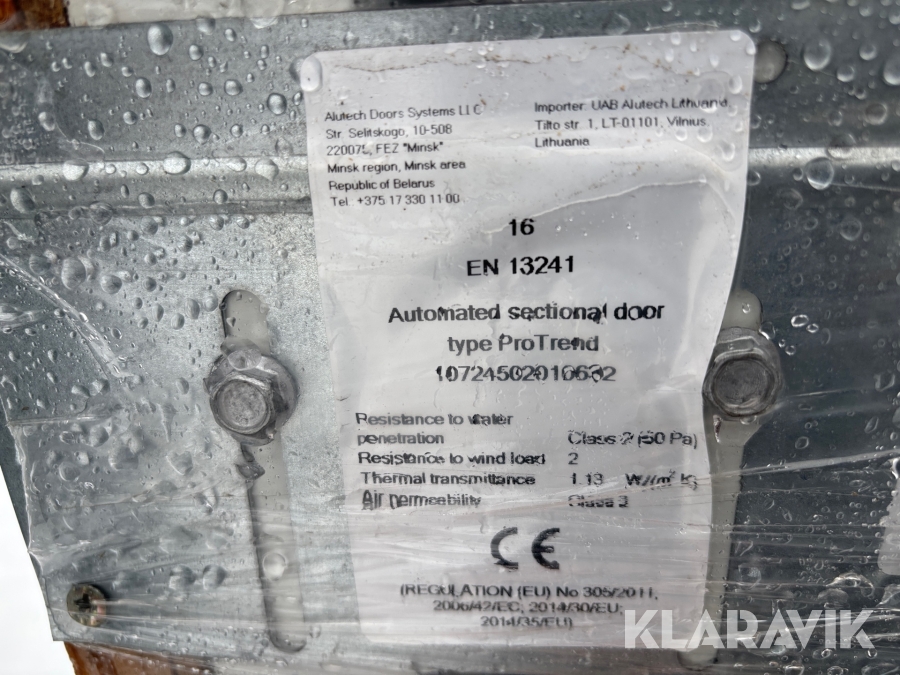 Alutech Doors Systems LLC
Str. Selitskogo, 10-508
220075, FEZ "Minsk"
Minsk region, Minsk area
Republic of Belarus
Tel. +375 17 330 11 00
Importer: UAB Alutech Lithuania,
Tilto str. 1, LT-01101, Vilnius,
Lithuania
16
EN 13241
Automated sectional door
type ProTrend
Resistance to water
penetration Class 2 (50 Pa)
Resistance to wind load 2
Thermal transmittance 1.13 W/(m²K)
Air permeability Class
CE
(REGULATION (EU) No 305/2011,
2006/42/EC, 2014/30/EU,
2014/35/EU)
KLARAVIK